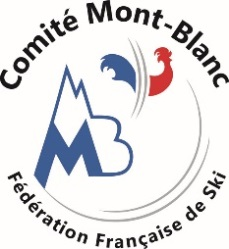 Comité Mont-Blanc
MB
Fédération Française de Ski